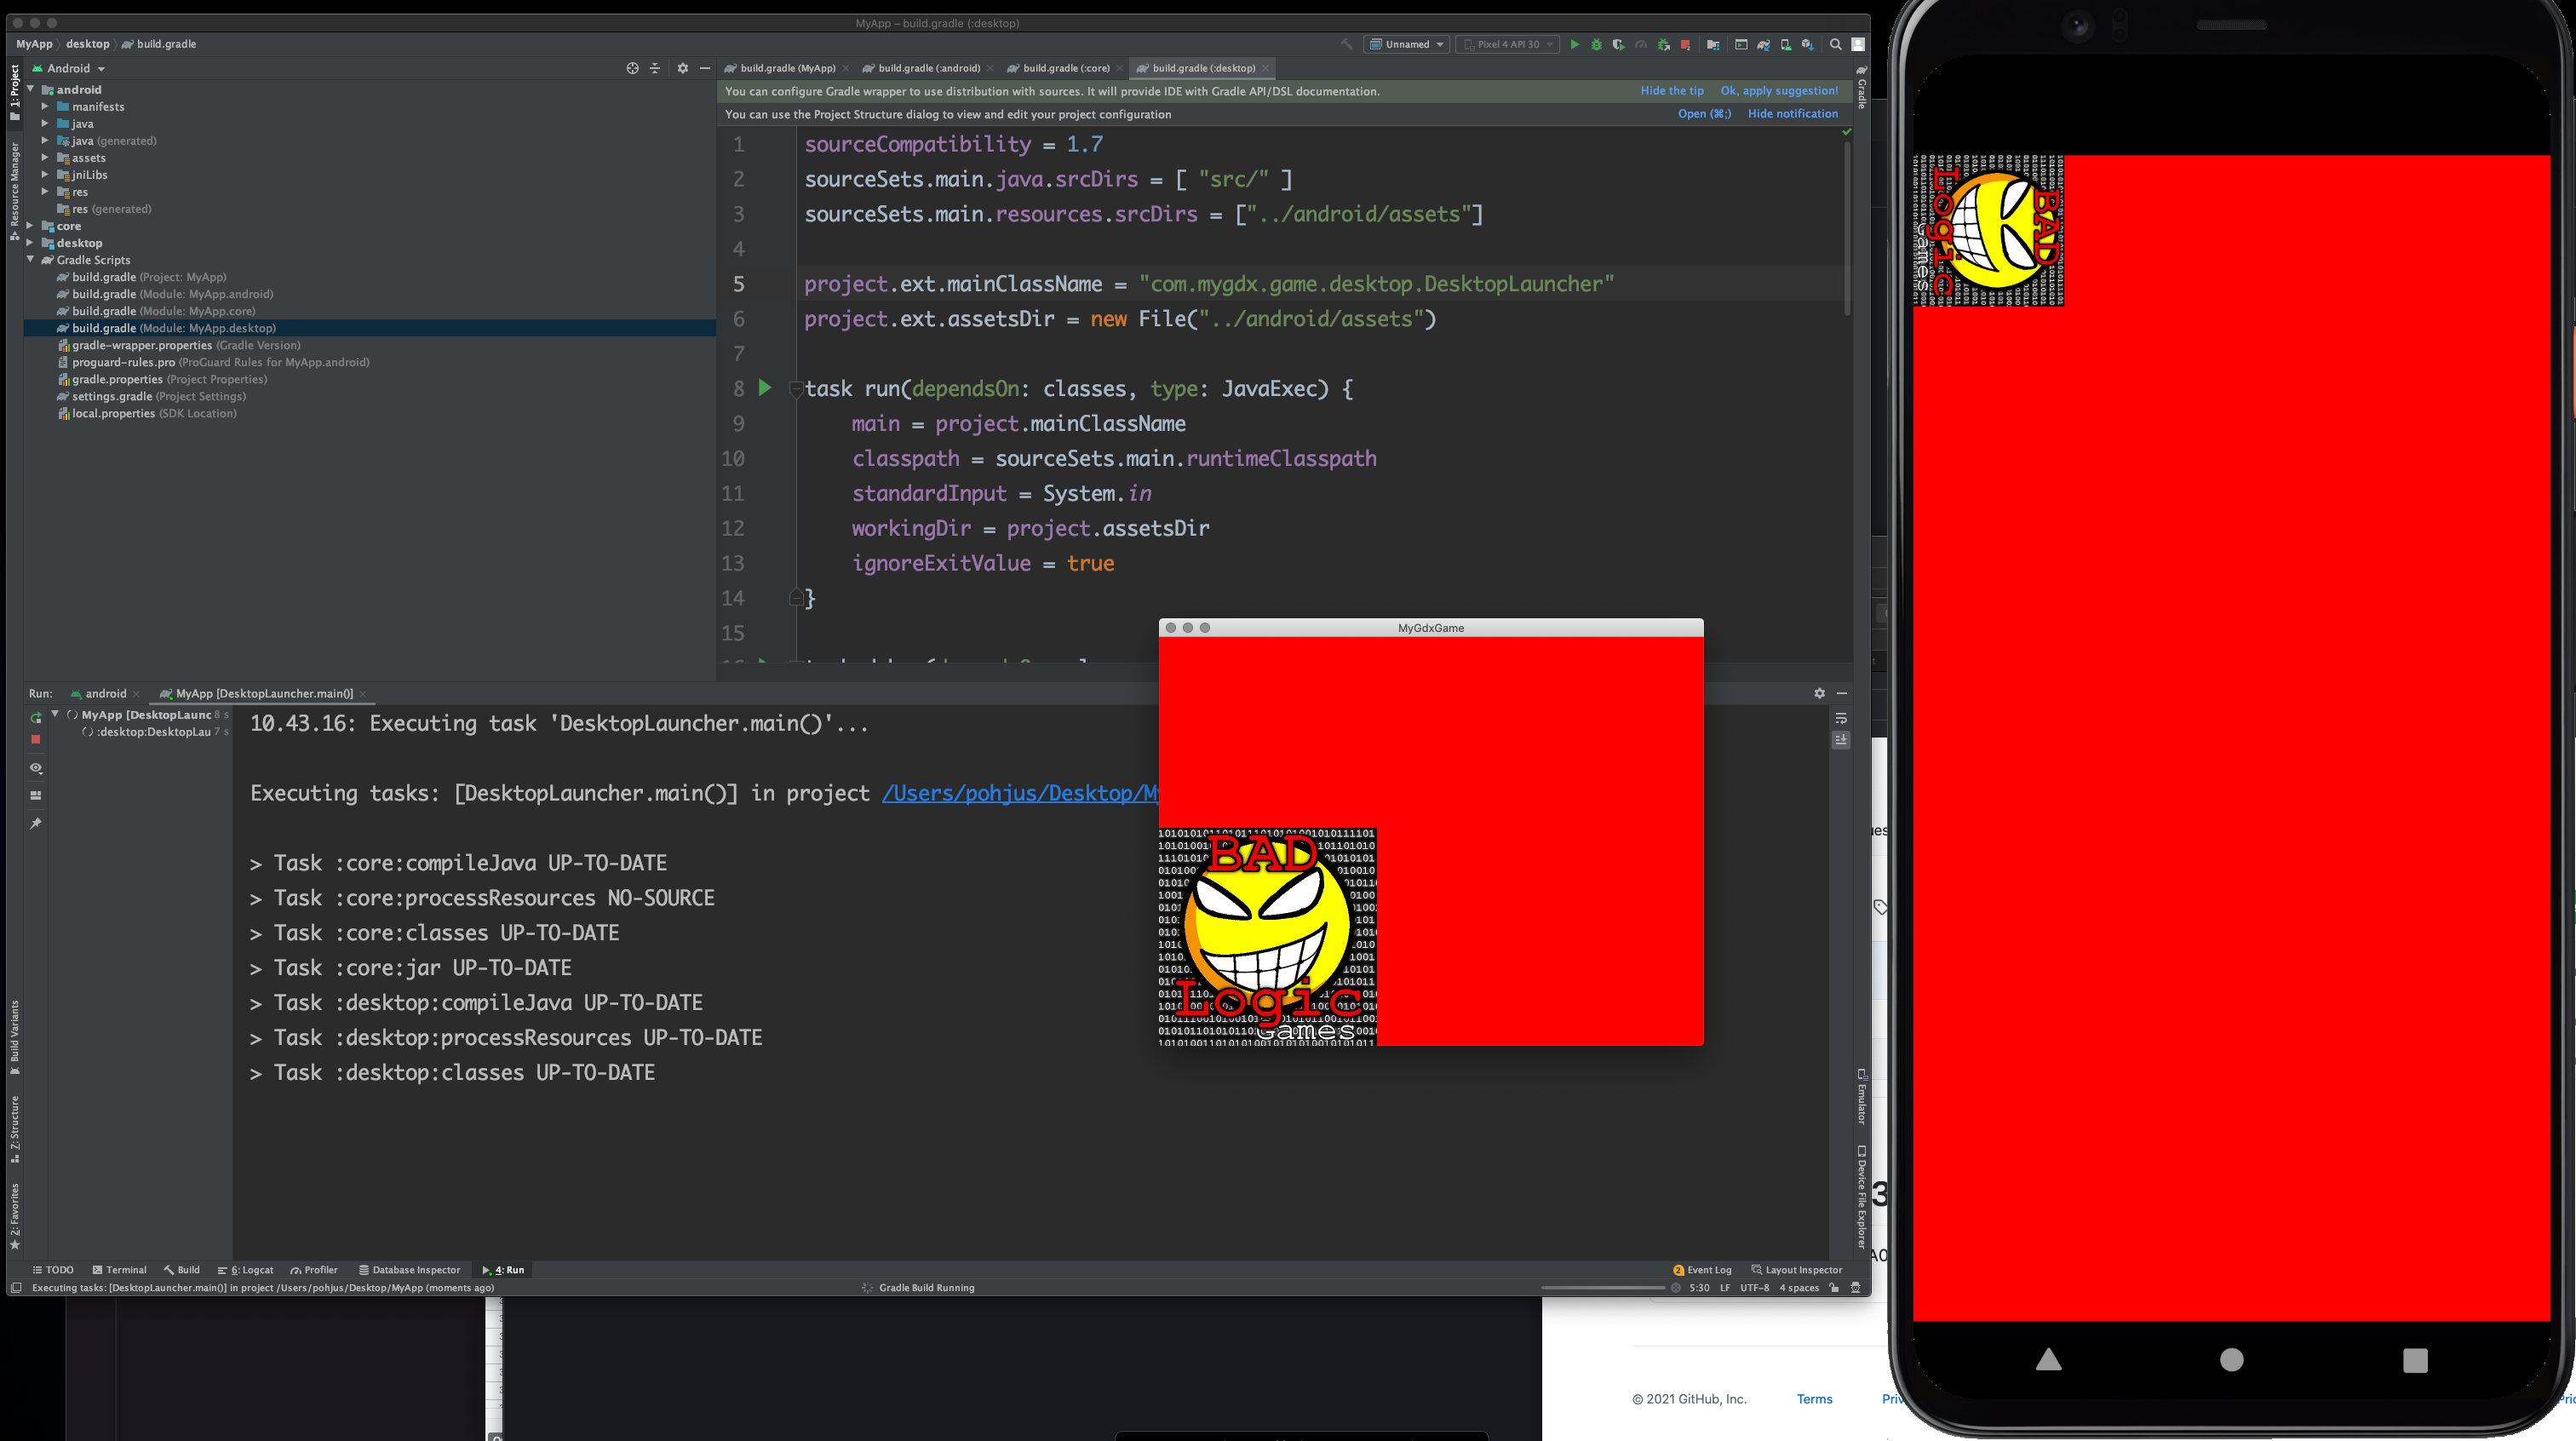 MyApp – build.gradle (:desktop)
MyApp 〉 desktop 〉 build.gradle
Unnamed
Pixel 4 API 30
1: Project
Resource Manager
Build Variants
7: Structure
2: Favorites
Android
android
manifests
java
java (generated)
assets
jniLibs
res
res (generated)
core
desktop
Gradle Scripts
build.gradle (Project: MyApp)
build.gradle (Module: MyApp.android)
build.gradle (Module: MyApp.core)
build.gradle (Module: MyApp.desktop)
gradle-wrapper.properties (Gradle Version)
proguard-rules.pro (ProGuard Rules for MyApp.android)
gradle.properties (Project Properties)
settings.gradle (Project Settings)
local.properties (SDK Location)
build.gradle (MyApp)
build.gradle (:android)
build.gradle (:core)
build.gradle (:desktop)
You can configure Gradle wrapper to use distribution with sources. It will provide IDE with Gradle API/DSL documentation.
Hide the tip
Ok, apply suggestion!
You can use the Project Structure dialog to view and edit your project configuration
Open (⌘;)
Hide notification
1 sourceCompatibility = 1.7
2 sourceSets.main.java.srcDirs = [ "src/" ]
3 sourceSets.main.resources.srcDirs = ["../android/assets"]
4
5 project.ext.mainClassName = "com.mygdx.game.desktop.DesktopLauncher"
6 project.ext.assetsDir = new File("../android/assets")
7
8 task run(dependsOn: classes, type: JavaExec) {
9 main = project.mainClassName
10 classpath = sourceSets.main.runtimeClasspath
11 standardInput = System.in
12 workingDir = project.assetsDir
13 ignoreExitValue = true
14 }
15
Gradle
Emulator
Device File Explorer
Run:
android
MyApp [DesktopLauncher.main()]
MyApp [DesktopLaunc 8 s
:desktop:DesktopLau 7 s
10.43.16: Executing task 'DesktopLauncher.main()'...
Executing tasks: [DesktopLauncher.main()] in project /Users/pohjus/Desktop/My
> Task :core:compileJava UP-TO-DATE
> Task :core:processResources NO-SOURCE
> Task :core:classes UP-TO-DATE
> Task :core:jar UP-TO-DATE
> Task :desktop:compileJava UP-TO-DATE
> Task :desktop:processResources UP-TO-DATE
> Task :desktop:classes UP-TO-DATE
MyGdxGame
BAD
Logic
Games
BAD
Logic
Games
TODO
Terminal
Build
6: Logcat
Profiler
Database Inspector
4: Run
2 Event Log
Layout Inspector
Executing tasks: [DesktopLauncher.main()] in project /Users/pohjus/Desktop/MyApp (moments ago)
Gradle Build Running
5:30 LF UTF-8 4 spaces
© 2021 GitHub, Inc.
Terms